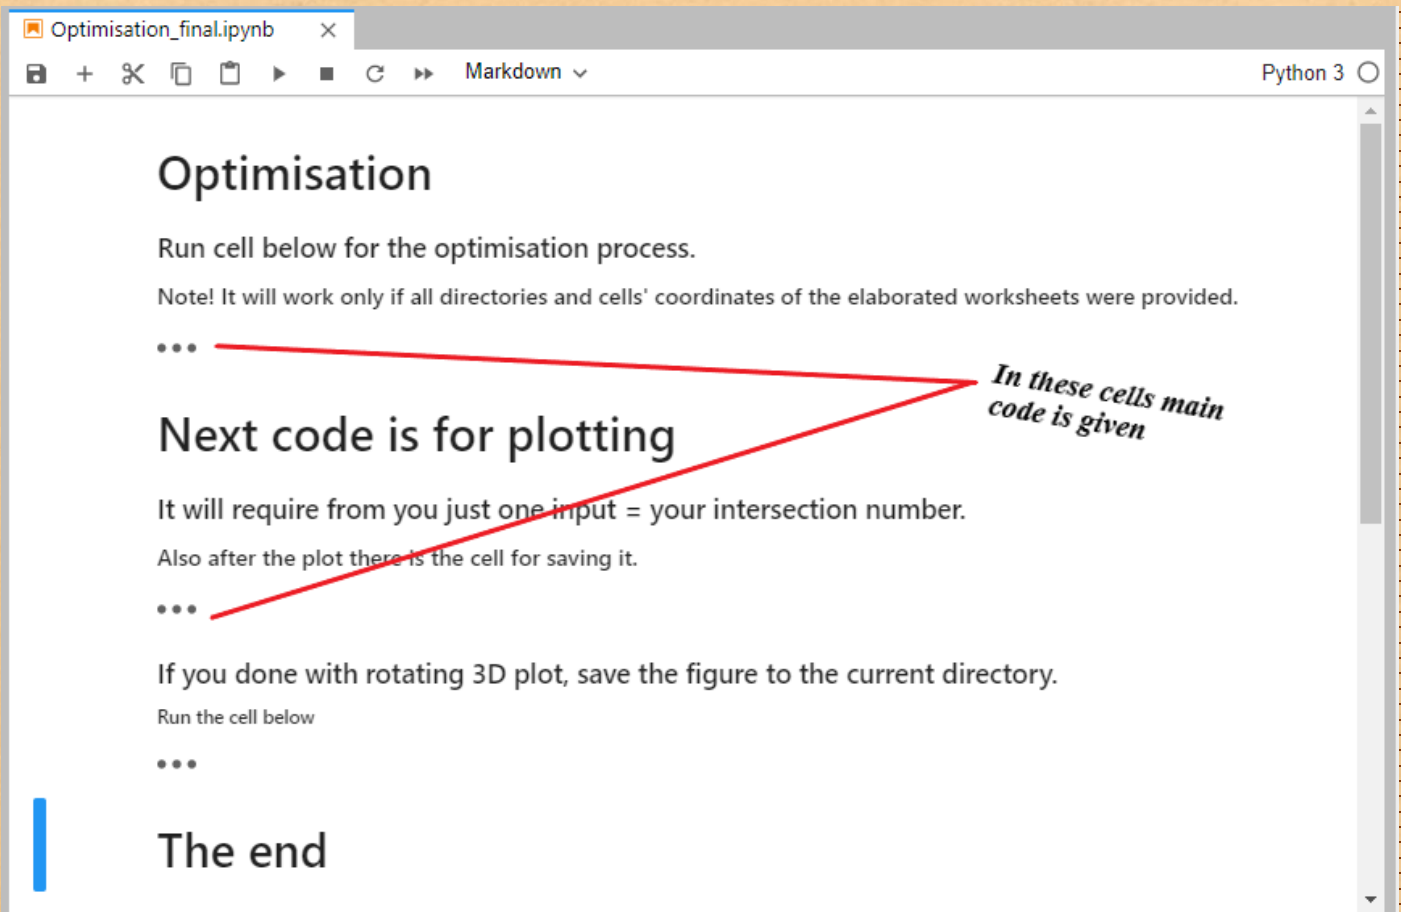 Optimisation_final.ipynb
Markdown
Python 3
Optimisation
Run cell below for the optimisation process.
Note! It will work only if all directories and cells' coordinates of the elaborated worksheets were provided.
In these cells main
code is given
Next code is for plotting
It will require from you just one input = your intersection number.
Also after the plot there is the cell for saving it.
If you done with rotating 3D plot, save the figure to the current directory.
Run the cell below
The end